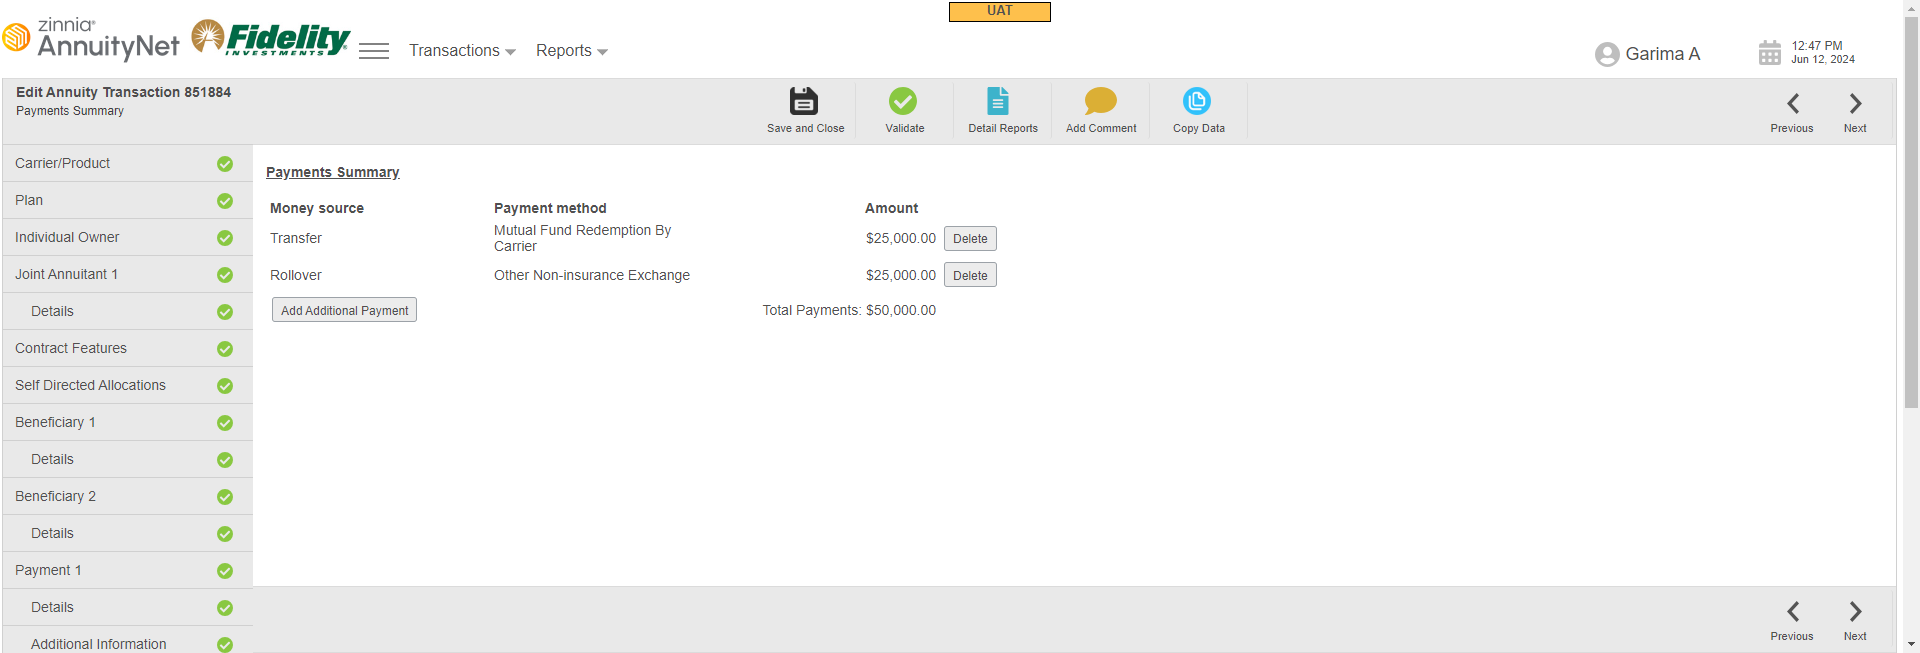 UAT
zinnia
AnnuityNet
Fidelity
INVESTMENTS
Transactions
Reports
Garima A
12:47 PM
Jun 12, 2024
Edit Annuity Transaction 851884
Payments Summary
Save and Close
Validate
Detail Reports
Add Comment
Copy Data
Previous
Next
Carrier/Product
Plan
Individual Owner
Joint Annuitant 1
Details
Contract Features
Self Directed Allocations
Beneficiary 1
Details
Beneficiary 2
Details
Payment 1
Details
Additional Information
Payments Summary
Money source Payment method Amount
Transfer Mutual Fund Redemption By
Carrier $25,000.00 Delete
Rollover Other Non-insurance Exchange $25,000.00 Delete
Add Additional Payment Total Payments: $50,000.00
Previous
Next